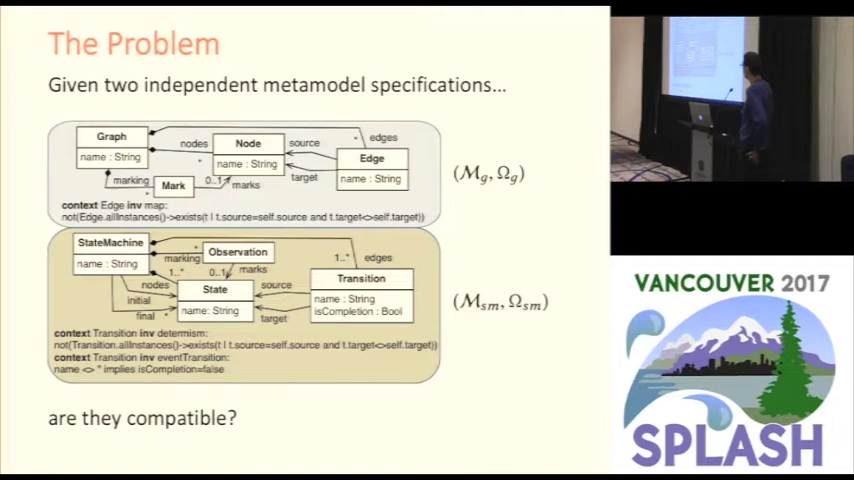 The Problem
Given two independent metamodel specifications...
Graph
name : String
nodes
*
Node
name : String
source
target
*
edges
Edge
name : String
marking
*
Mark
0..1
marks
context Edge inv map:
not(Edge.allInstances()->exists(t | t.source=self.source and t.target<>self.target))
(Mg, Ωg)
StateMachine
name : String
*
marking
1..*
Observation
0..1
marks
1..*
edges
nodes
initial
final
*
State
name: String
source
target
Transition
name : String
isCompletion : Bool
context Transition inv determism:
not(Transition.allInstances()->exists(t | t.source=self.source and t.target<>self.target))
context Transition inv eventTransition:
name <> '' implies isCompletion=false
(Msm, Ωsm)
are they compatible?
VANCOUVER 2017
SPLASH